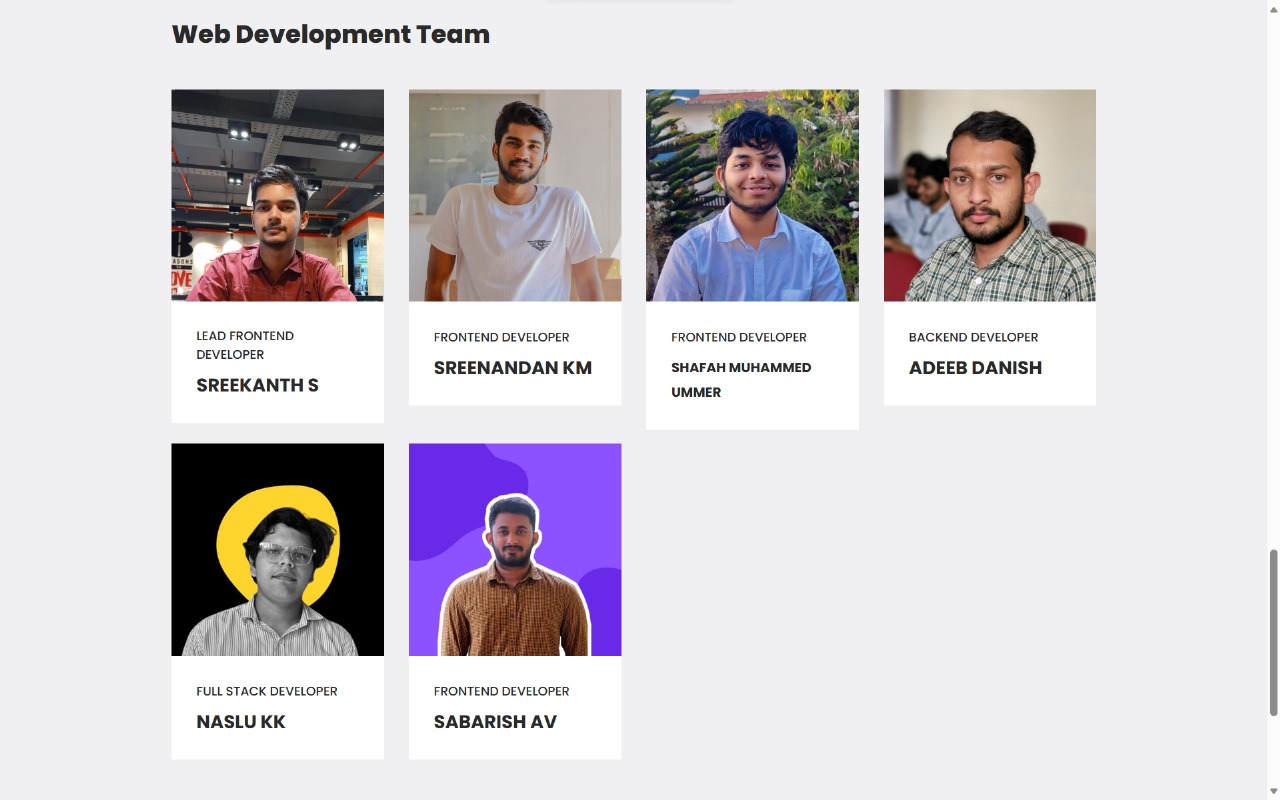 Web Development Team
LEAD FRONTEND
DEVELOPER
SREEKANTH S
FRONTEND DEVELOPER
SREENANDAN KM
FRONTEND DEVELOPER
SHAFAH MUHAMMED
UMMER
BACKEND DEVELOPER
ADEEB DANISH
FULL STACK DEVELOPER
NASLU KK
FRONTEND DEVELOPER
SABARISH AV